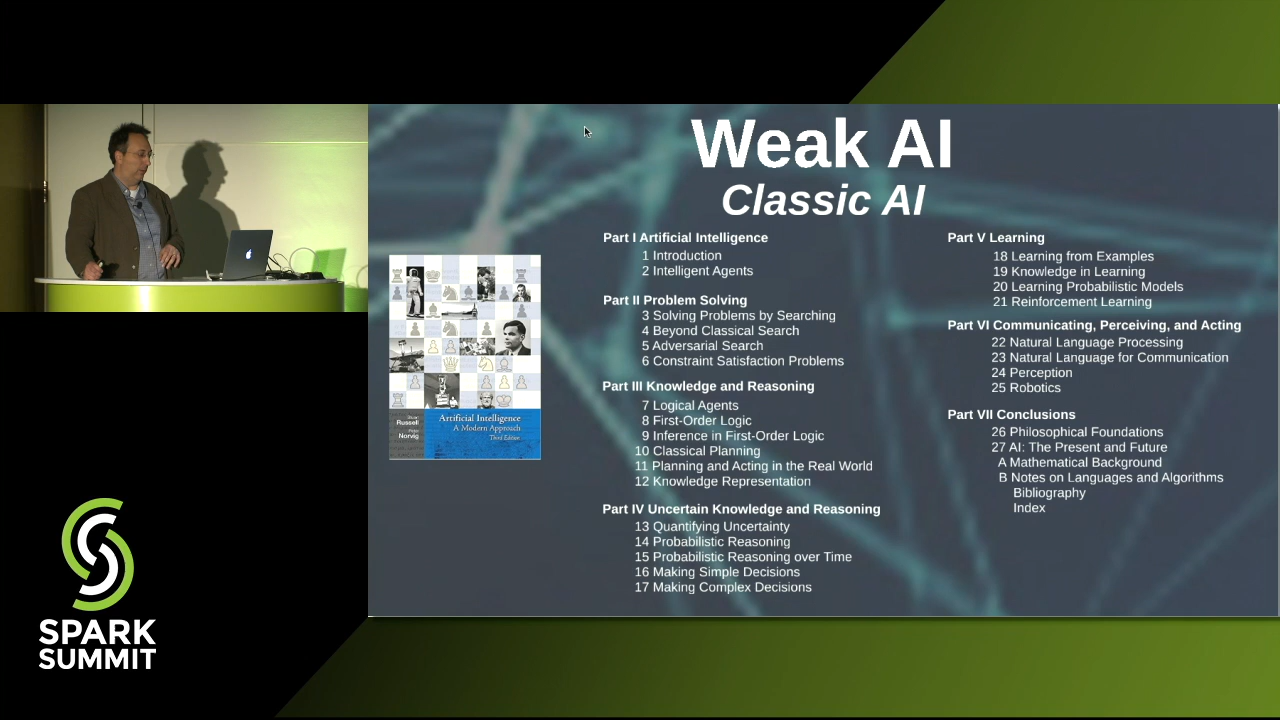 Weak AI
Classic AI
Part I Artificial Intelligence
1 Introduction
2 Intelligent Agents
Part II Problem Solving
3 Solving Problems by Searching
4 Beyond Classical Search
5 Adversarial Search
6 Constraint Satisfaction Problems
Part III Knowledge and Reasoning
7 Logical Agents
8 First-Order Logic
9 Inference in First-Order Logic
10 Classical Planning
11 Planning and Acting in the Real World
12 Knowledge Representation
Part IV Uncertain Knowledge and Reasoning
13 Quantifying Uncertainty
14 Probabilistic Reasoning
15 Probabilistic Reasoning over Time
16 Making Simple Decisions
17 Making Complex Decisions
Part V Learning
18 Learning from Examples
19 Knowledge in Learning
20 Learning Probabilistic Models
21 Reinforcement Learning
Part VI Communicating, Perceiving, and Acting
22 Natural Language Processing
23 Natural Language for Communication
24 Perception
25 Robotics
Part VII Conclusions
26 Philosophical Foundations
27 AI: The Present and Future
A Mathematical Background
B Notes on Languages and Algorithms
Bibliography
Index
Russell
Norvig
Artificial Intelligence
A Modern Approach
Third Edition
SPARK
SUMMIT